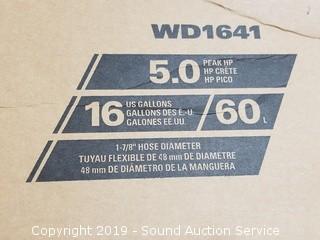 WD1641
5.0 PEAK HP
HP CRÊTE
HP PICO
16 US GALLONS
GALLONS DES É.-U.
GALONES EE.UU.
/60 L
1-7/8" HOSE DIAMETER
TUYAU FLEXIBLE DE 48 mm DE DIAMETRE
48 mm DE DIÁMETRO DE LA MANGUERA
Copyright 2019 - Sound Auction Service